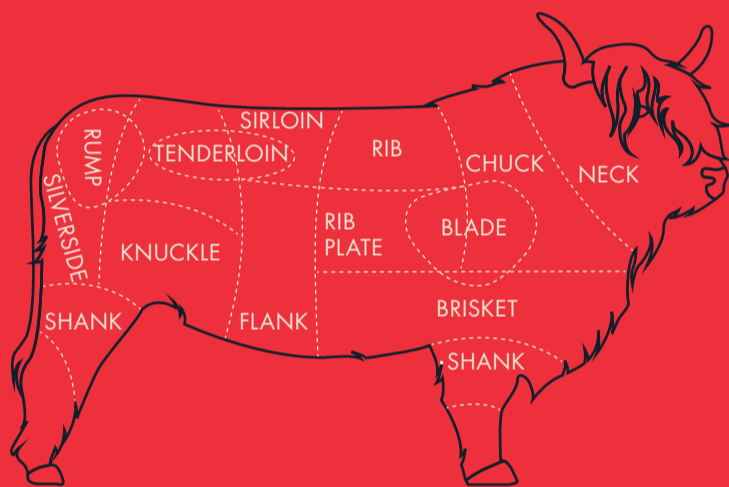 SIRLOIN
RUMP
TENDERLOIN
RIB
CHUCK
NECK
SILVERSIDE
KNUCKLE
RIB
PLATE
BLADE
SHANK
FLANK
BRISKET
SHANK